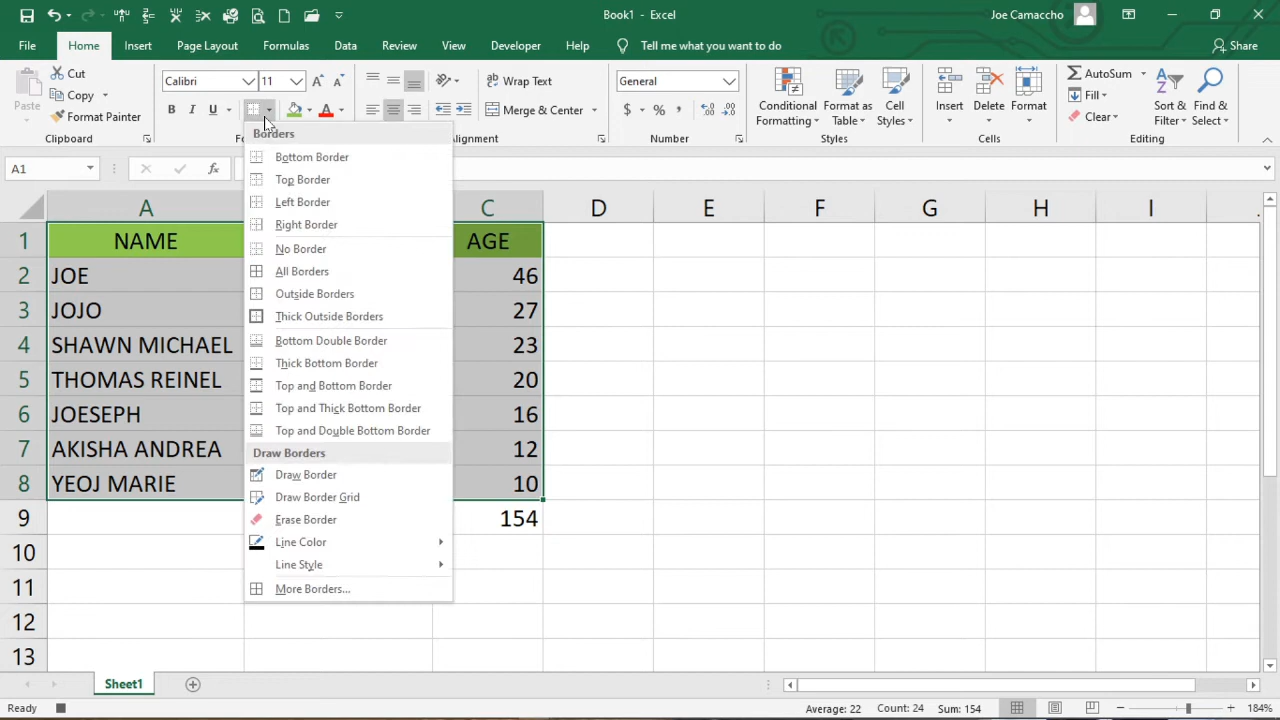 Book1 - Excel
Joe Camaccho
File Home Insert Page Layout Formulas Data Review View Developer Help Tell me what you want to do Share
Paste
Cut
Copy
Format Painter
Clipboard
Calibri 11
B I U
A A
A
Wrap Text
Merge & Center
Alignment
General
$ % ,
Number
Conditional Formatting
Format as Table
Cell Styles
Styles
Insert
Delete
Format
Cells
AutoSum
Fill
Clear
Sort & Filter
Find & Select
Editing
A1
fx
Borders
Bottom Border
Top Border
Left Border
Right Border
No Border
All Borders
Outside Borders
Thick Outside Borders
Bottom Double Border
Thick Bottom Border
Top and Bottom Border
Top and Thick Bottom Border
Top and Double Bottom Border
Draw Borders
Draw Border
Draw Border Grid
Erase Border
Line Color
Line Style
More Borders...
A C D E F G H I
1 NAME AGE
2 JOE 46
3 JOJO 27
4 SHAWN MICHAEL 23
5 THOMAS REINEL 20
6 JOESEPH 16
7 AKISHA ANDREA 12
8 YEOJ MARIE 10
9 154
10
11
12
13
Sheet1
Ready
Average: 22 Count: 24 Sum: 154
184%